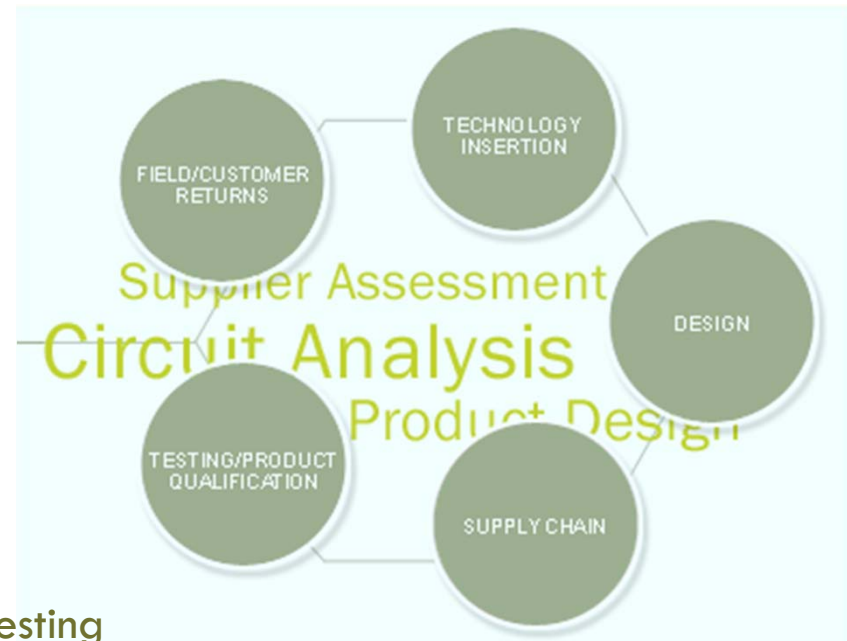 TECHNOLOGY
INSERTION
FIELD/CUSTOMER
RETURNS
Supplier Assessment
DESIGN
Circuit Analysis
Product Design
TESTING/PRODUCT
QUALIFICATION
SUPPLY CHAIN
esting